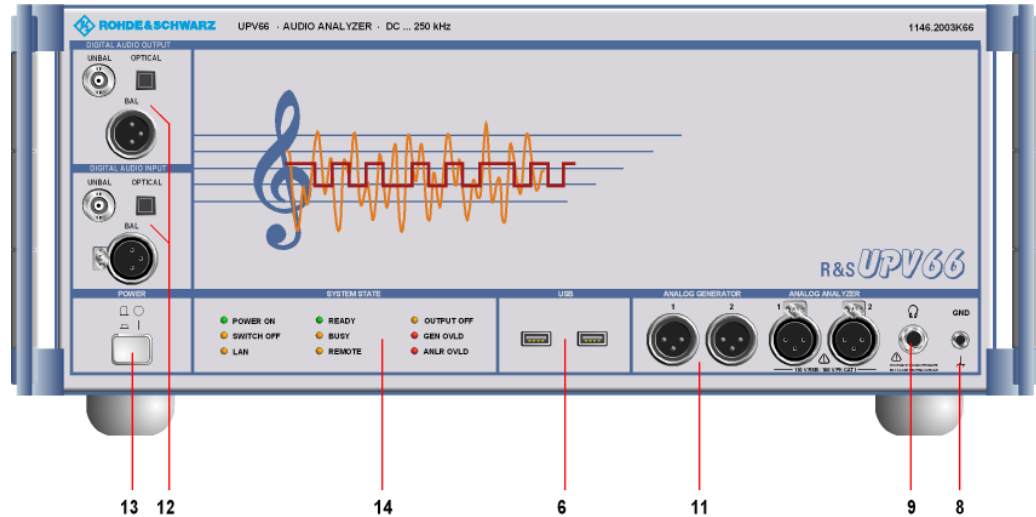 ROHDE&SCHWARZ UPV66 · AUDIO ANALYZER · DC ... 250 kHz 1146.2003K66
DIGITAL AUDIO OUTPUT
UNBAL OPTICAL
BAL
DIGITAL AUDIO INPUT
UNBAL OPTICAL
BAL
R&S UPV66
POWER SYSTEM STATE USB ANALOG GENERATOR ANALOG ANALYZER
1 2 1 2 GND
POWER ON READY OUTPUT OFF
SWITCH OFF BUSY GEN OVLD
LAN REMOTE ANLR OVLD
13 12 14 6 11 9 8